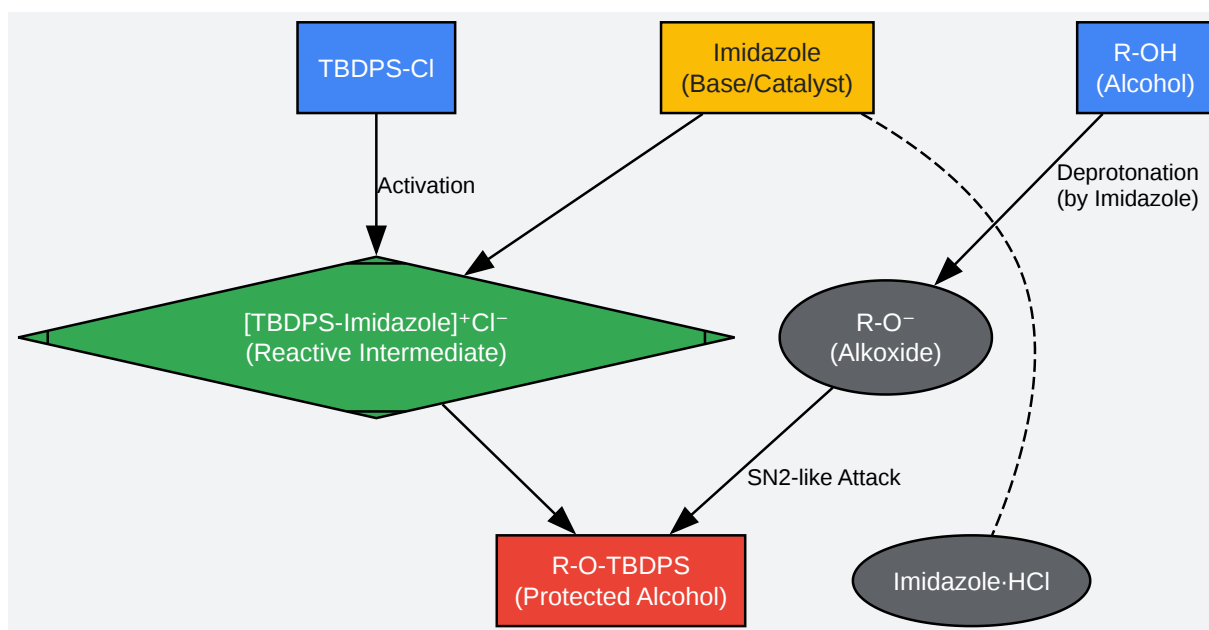 TBDPS-Cl
Imidazole
(Base/Catalyst)
R-OH
(Alcohol)
Activation
Deprotonation
(by Imidazole)
[TBDPS-Imidazole]⁺Cl⁻
(Reactive Intermediate)
R-O⁻
(Alkoxide)
SN2-like Attack
R-O-TBDPS
(Protected Alcohol)
Imidazole·HCl